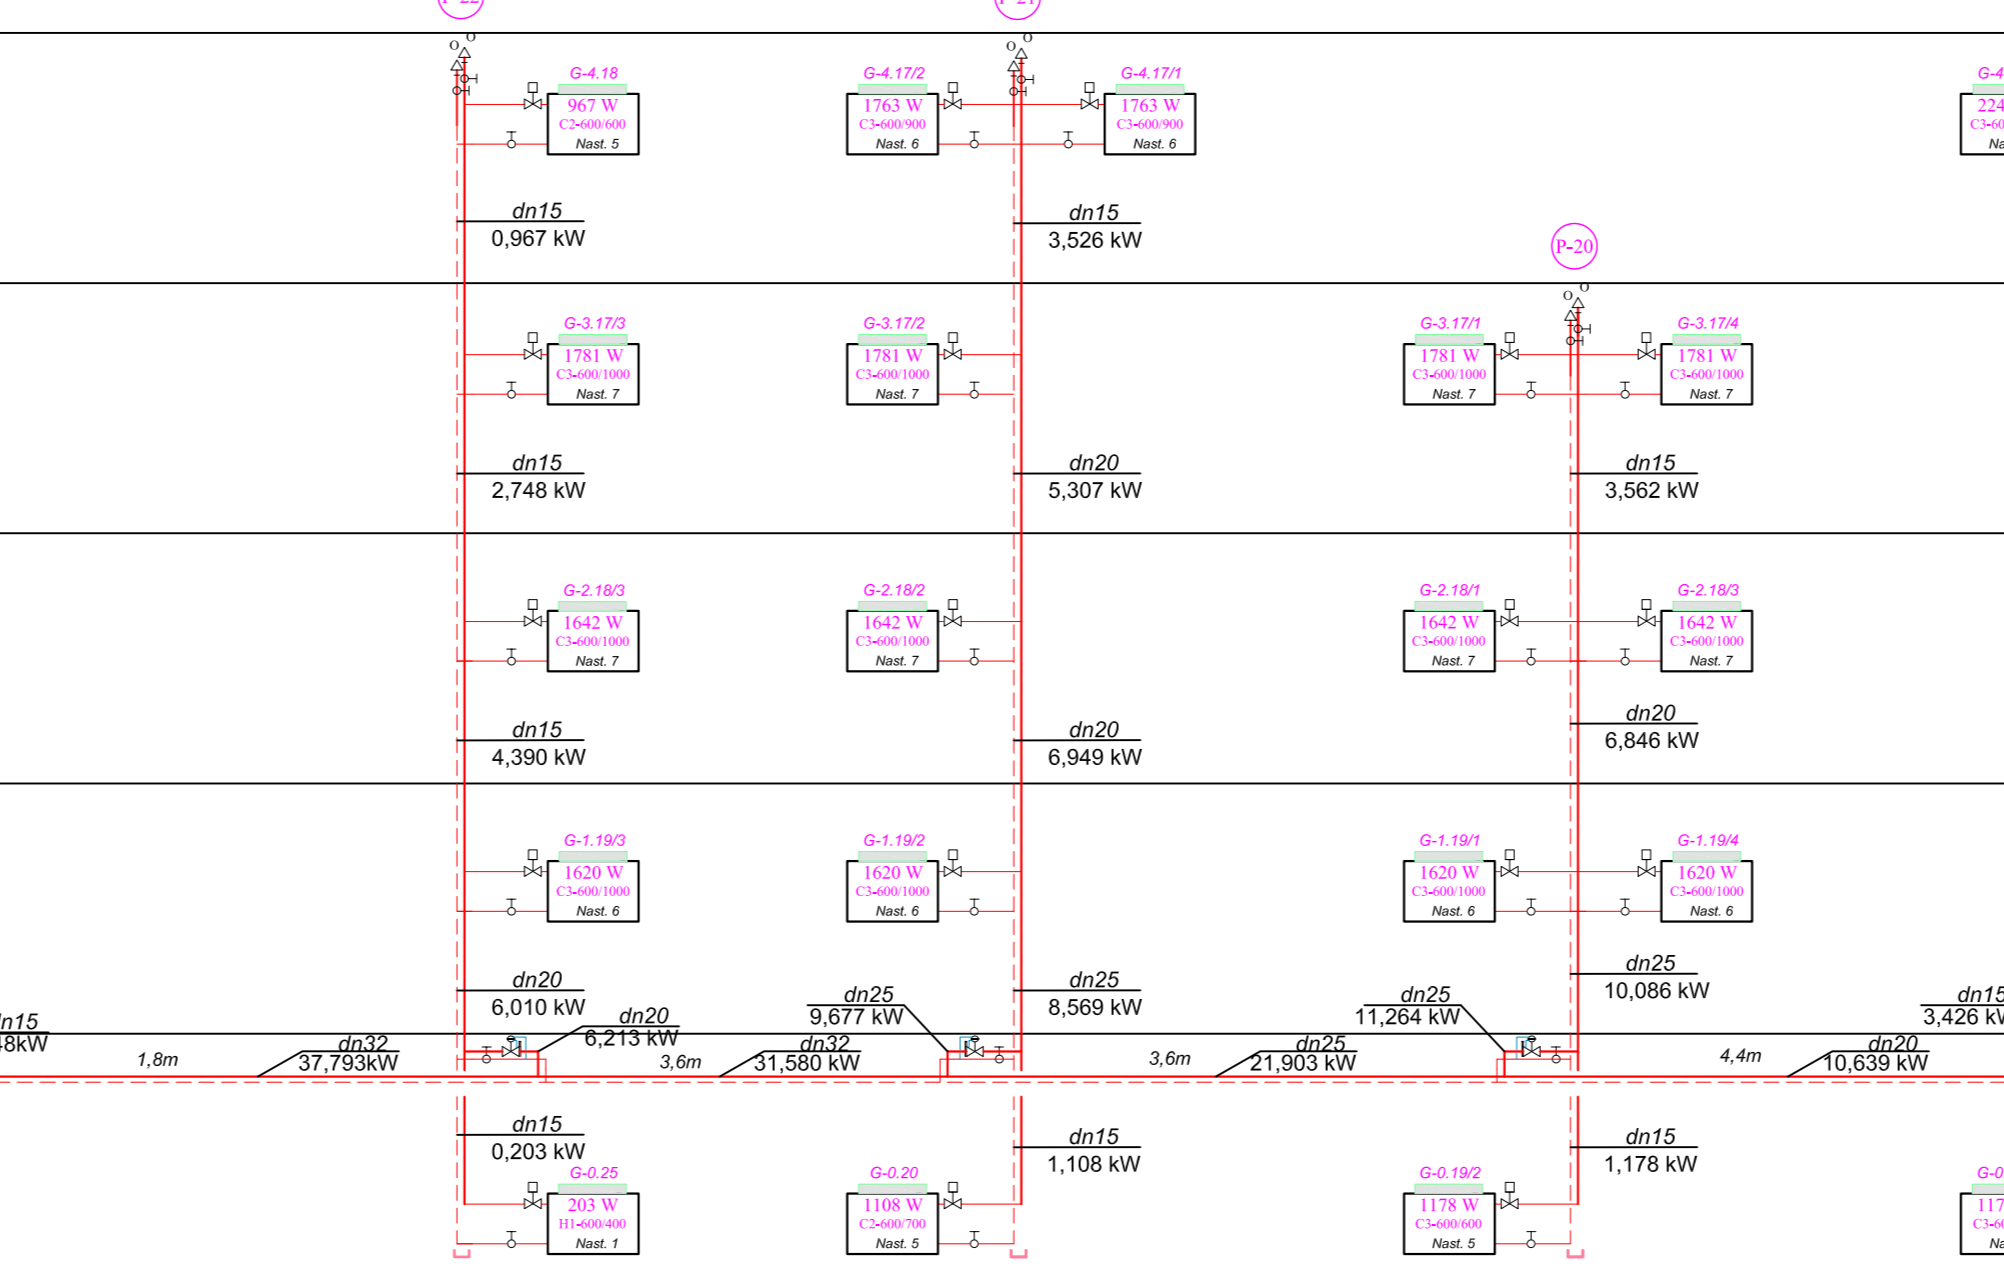 P-22
P-21
O O
O O
G-4.18
967 W
C2-600/600
Nast. 5
G-4.17/2
1763 W
C3-600/900
Nast. 6
G-4.17/1
1763 W
C3-600/900
Nast. 6
dn15
0,967 kW
dn15
3,526 kW
P-20
O O
G-3.17/3
1781 W
C3-600/1000
Nast. 7
G-3.17/2
1781 W
C3-600/1000
Nast. 7
G-3.17/1
1781 W
C3-600/1000
Nast. 7
G-3.17/4
1781 W
C3-600/1000
Nast. 7
dn15
2,748 kW
dn20
5,307 kW
dn15
3,562 kW
G-2.18/3
1642 W
C3-600/1000
Nast. 7
G-2.18/2
1642 W
C3-600/1000
Nast. 7
G-2.18/1
1642 W
C3-600/1000
Nast. 7
G-2.18/3
1642 W
C3-600/1000
Nast. 7
dn15
4,390 kW
dn20
6,949 kW
dn20
6,846 kW
G-1.19/3
1620 W
C3-600/1000
Nast. 6
G-1.19/2
1620 W
C3-600/1000
Nast. 6
G-1.19/1
1620 W
C3-600/1000
Nast. 6
G-1.19/4
1620 W
C3-600/1000
Nast. 6
dn20
6,010 kW
dn25
8,569 kW
dn25
10,086 kW
dn20
6,213 kW
dn25
9,677 kW
dn25
11,264 kW
dn15
3,426 kW
1,8m
dn32
37,793kW
3,6m
dn32
31,580 kW
3,6m
dn25
21,903 kW
4,4m
dn20
10,639 kW
dn15
0,203 kW
dn15
1,108 kW
dn15
1,178 kW
G-0.25
203 W
H1-600/400
Nast. 1
G-0.20
1108 W
C2-600/700
Nast. 5
G-0.19/2
1178 W
C3-600/600
Nast. 5